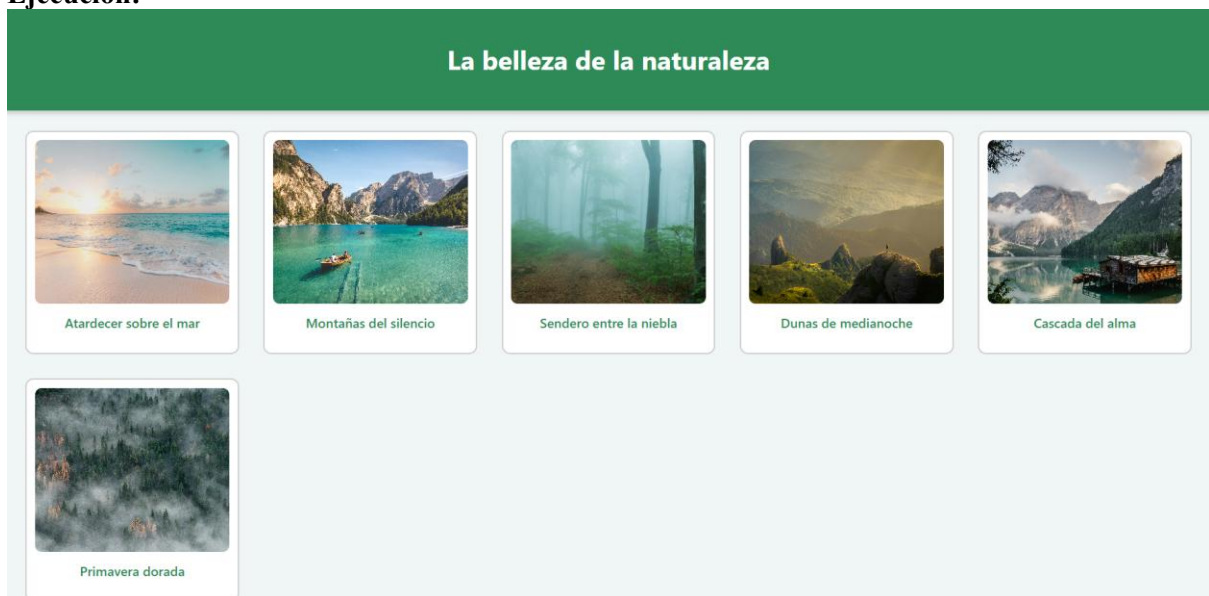 Ejecución:
La belleza de la naturaleza
Atardecer sobre el mar
Montañas del silencio
Sendero entre la niebla
Dunas de medianoche
Cascada del alma
Primavera dorada